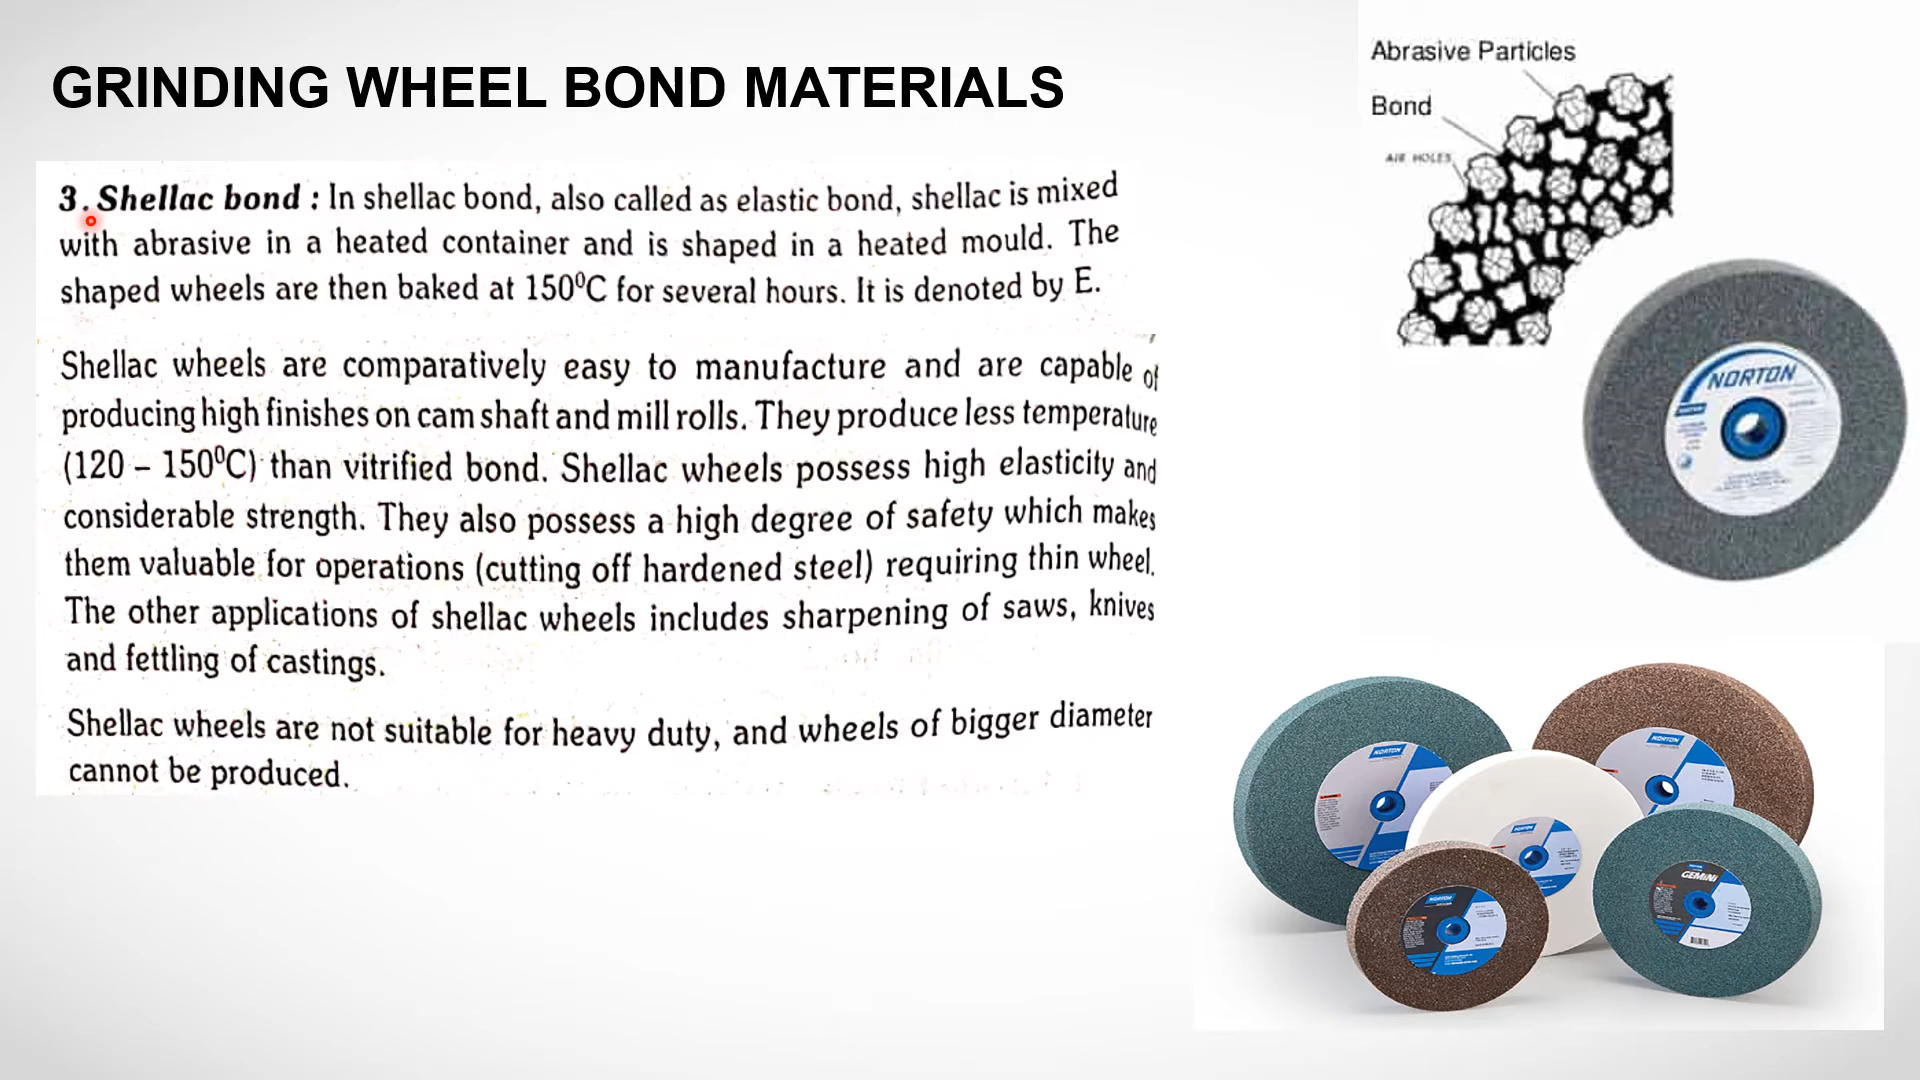 GRINDING WHEEL BOND MATERIALS
3. Shellac bond : In shellac bond, also called as elastic bond, shellac is mixed
with abrasive in a heated container and is shaped in a heated mould. The
shaped wheels are then baked at 150⁰C for several hours. It is denoted by E.
Shellac wheels are comparatively easy to manufacture and are capable of
producing high finishes on cam shaft and mill rolls. They produce less temperature
(120 – 150⁰C) than vitrified bond. Shellac wheels possess high elasticity and
considerable strength. They also possess a high degree of safety which makes
them valuable for operations (cutting off hardened steel) requiring thin wheel.
The other applications of shellac wheels includes sharpening of saws, knives
and fettling of castings.
Shellac wheels are not suitable for heavy duty, and wheels of bigger diameter
cannot be produced.
Abrasive Particles
Bond
AIR HOLES
NORTON
NORTON
NORTON
NORTON
NORTON
GEMINI